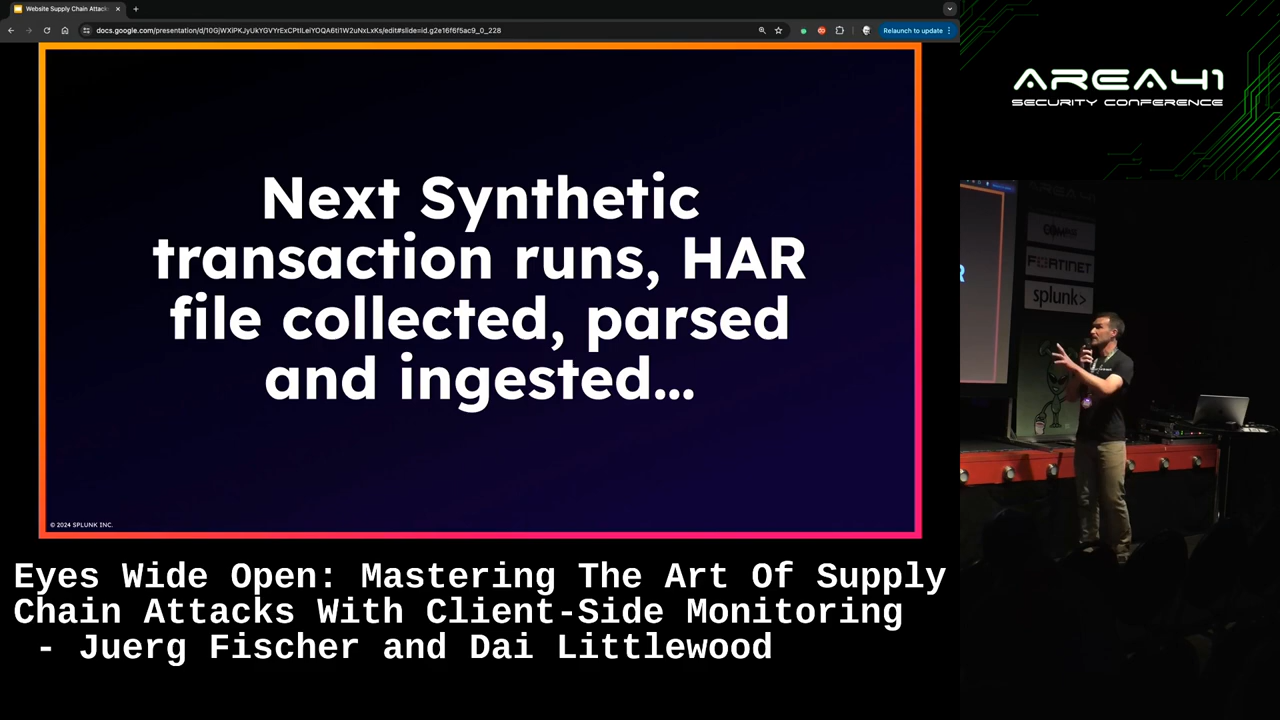 Website Supply Chain Attack
docs.google.com/presentation/d/10GjWXiPKJyUkYGVYrExCPtILeiYOQA6ti1W2uNxLxKs/edit#slide=id.g2e16f6f5ac9_0_228
Relaunch to update
Next Synthetic
transaction runs, HAR
file collected, parsed
and ingested...
© 2024 SPLUNK INC.
AREA41
SECURITY CONFERENCE
FORTINET
splunk>
Eyes Wide Open: Mastering The Art Of Supply
Chain Attacks With Client-Side Monitoring
- Juerg Fischer and Dai Littlewood